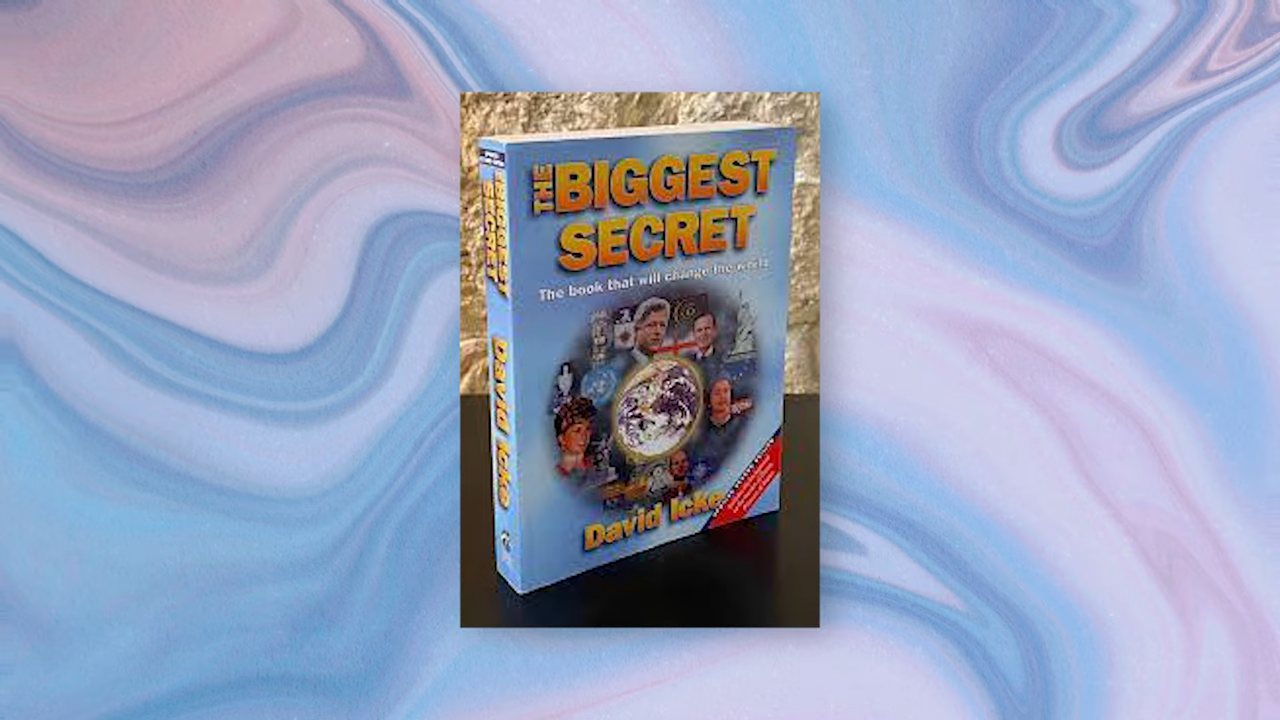 THE BIGGEST
SECRET
The book that will change the world
David Icke
THE BIGGEST
SECRET
David Icke